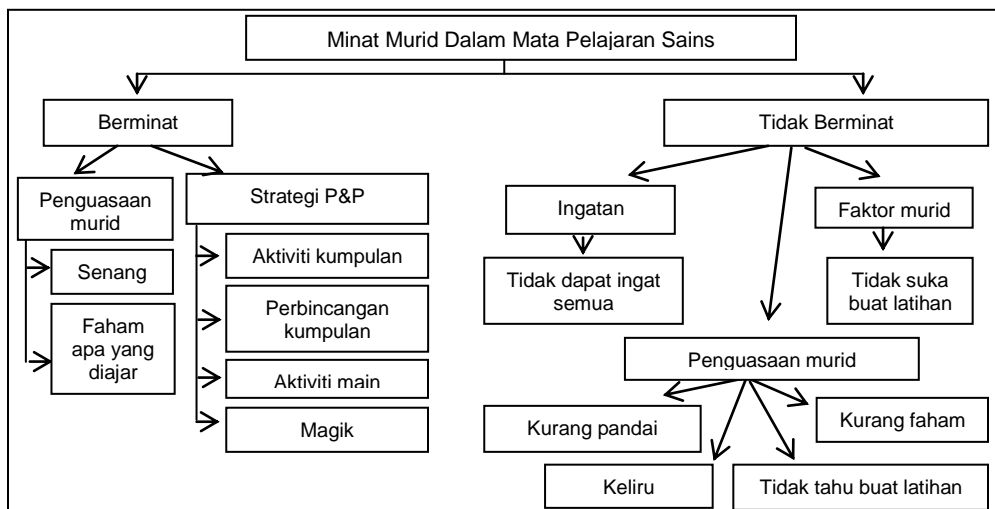 Minat Murid Dalam Mata Pelajaran Sains
Berminat
Tidak Berminat
Penguasaan
murid
Strategi P&P
Senang
Faham
apa yang
diajar
Aktiviti kumpulan
Perbincangan
kumpulan
Aktiviti main
Magik
Ingatan
Faktor murid
Tidak dapat ingat
semua
Tidak suka
buat latihan
Penguasaan murid
Kurang pandai
Kurang faham
Keliru
Tidak tahu buat latihan